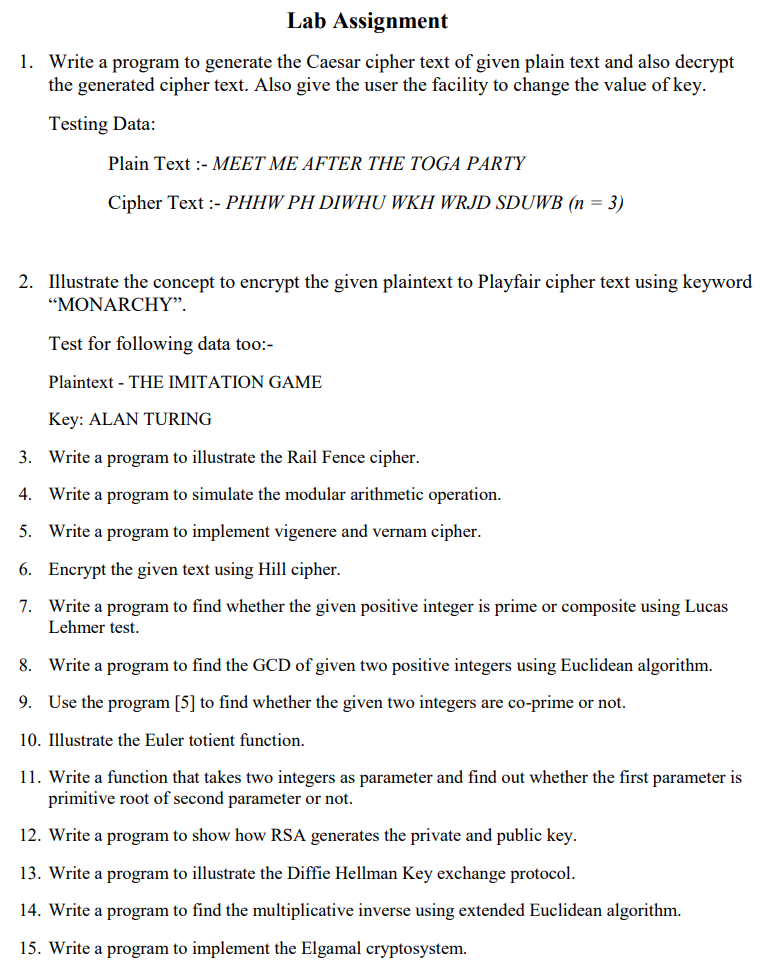 Lab Assignment
1. Write a program to generate the Caesar cipher text of given plain text and also decrypt
the generated cipher text. Also give the user the facility to change the value of key.
Testing Data:
Plain Text :- MEET ME AFTER THE TOGA PARTY
Cipher Text :- PHHW PH DIWHU WKH WRJD SDUWB (n = 3)
2. Illustrate the concept to encrypt the given plaintext to Playfair cipher text using keyword
“MONARCHY”.
Test for following data too:-
Plaintext - THE IMITATION GAME
Key: ALAN TURING
3. Write a program to illustrate the Rail Fence cipher.
4. Write a program to simulate the modular arithmetic operation.
5. Write a program to implement vigenere and vernam cipher.
6. Encrypt the given text using Hill cipher.
7. Write a program to find whether the given positive integer is prime or composite using Lucas
Lehmer test.
8. Write a program to find the GCD of given two positive integers using Euclidean algorithm.
9. Use the program [5] to find whether the given two integers are co-prime or not.
10. Illustrate the Euler totient function.
11. Write a function that takes two integers as parameter and find out whether the first parameter is
primitive root of second parameter or not.
12. Write a program to show how RSA generates the private and public key.
13. Write a program to illustrate the Diffie Hellman Key exchange protocol.
14. Write a program to find the multiplicative inverse using extended Euclidean algorithm.
15. Write a program to implement the Elgamal cryptosystem.